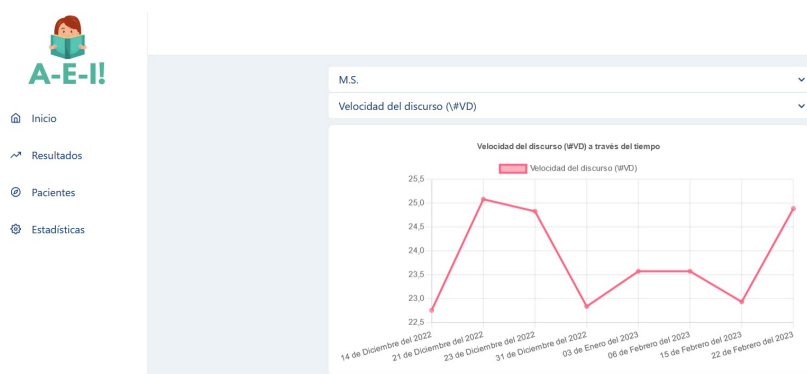 A-E-I!
Inicio
Resultados
Pacientes
Estadísticas
M.S.
Velocidad del discurso (\#VD)
Velocidad del discurso (\#VD) a través del tiempo
Velocidad del discurso (\#VD)
25,5
25,0
24,5
24,0
23,5
23,0
22,5
14 de Diciembre del 2022
21 de Diciembre del 2022
23 de Diciembre del 2022
31 de Diciembre del 2022
03 de Enero del 2023
06 de Febrero del 2023
15 de Febrero del 2023
22 de Febrero del 2023